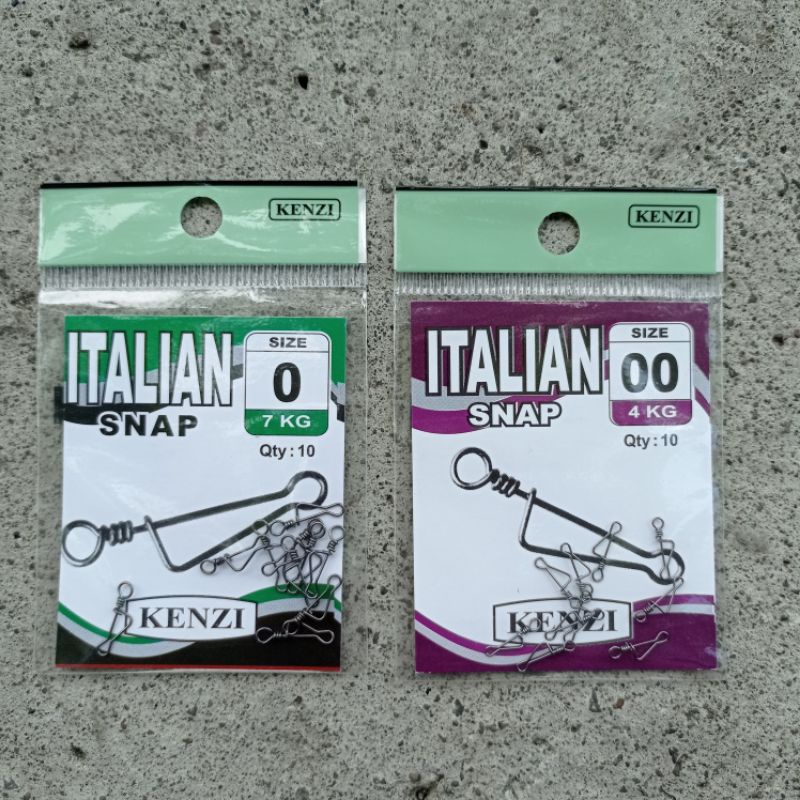 KENZI
ITALIAN
SNAP
SIZE
0
7 KG
Qty : 10
KENZI
KENZI
ITALIAN
SNAP
SIZE
00
4 KG
Qty : 10
KENZI